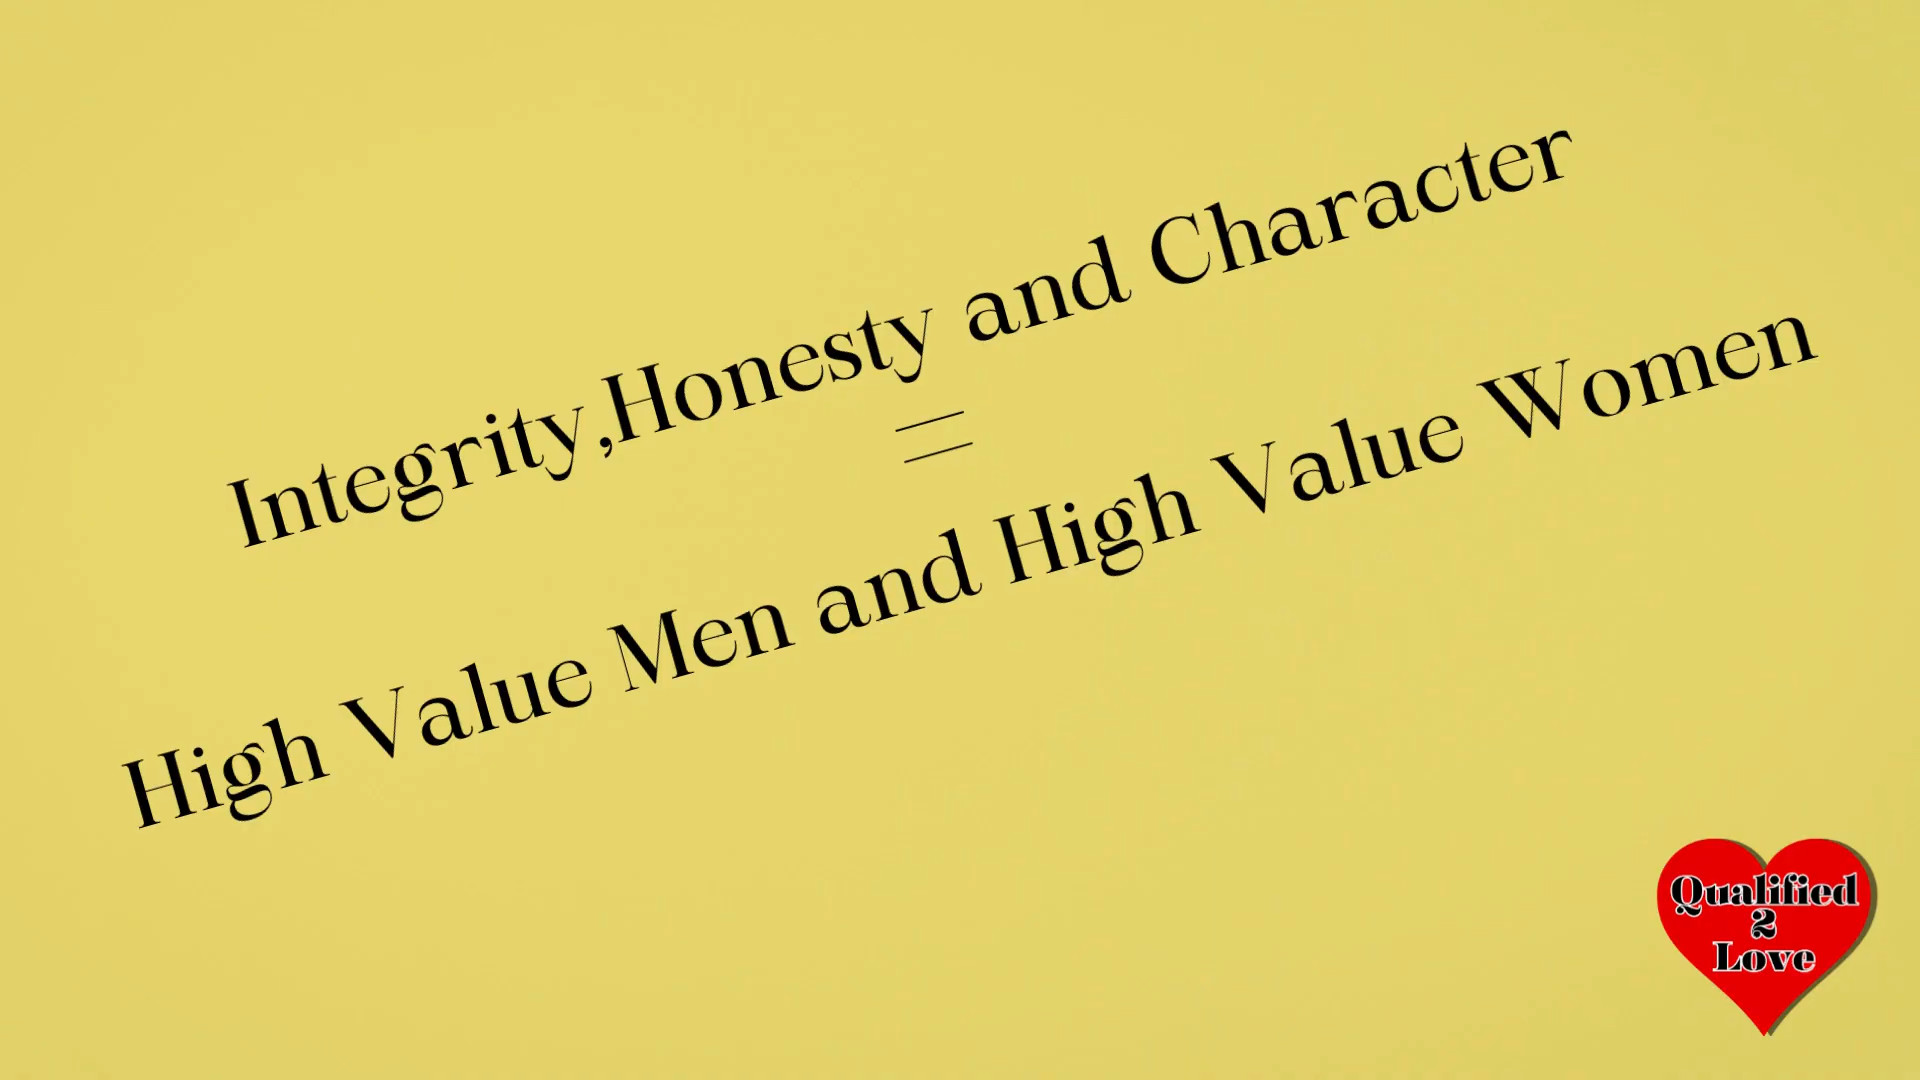 Integrity,Honesty and Character
=
High Value Men and High Value Women
Qualified
2
Love